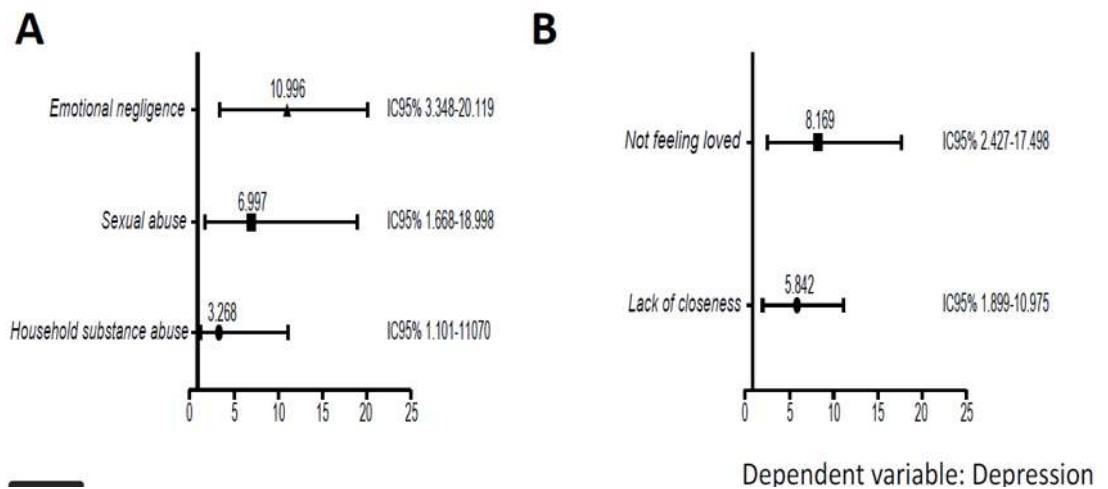 A
Emotional negligence
10.996
IC95% 3.348-20.119
Sexual abuse
6.997
IC95% 1.668-18.998
Household substance abuse
3.268
IC95% 1.101-11070
0 5 10 15 20 25
B
Not feeling loved
8.169
IC95% 2.427-17.498
Lack of closeness
5.842
IC95% 1.899-10.975
0 5 10 15 20 25
Dependent variable: Depression